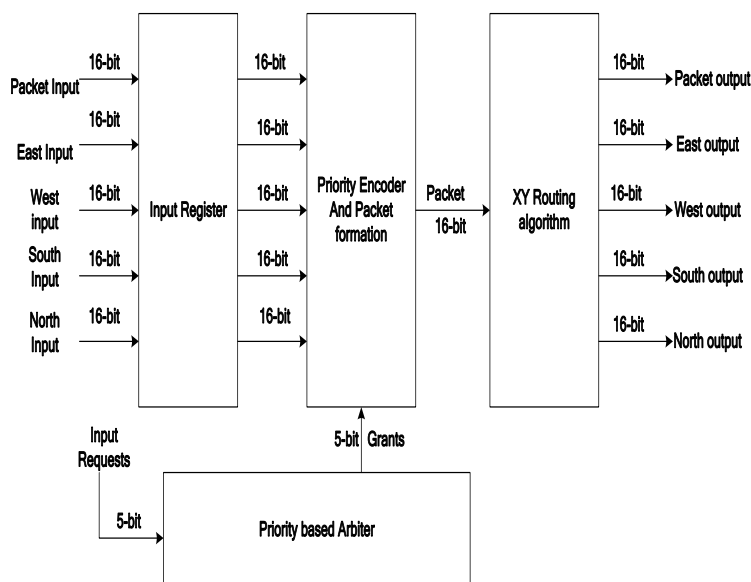 16-bit
Packet Input
16-bit
East Input
West
input
16-bit
South
Input
16-bit
North
Input
16-bit
Input Register
16-bit
16-bit
16-bit
16-bit
16-bit
Priority Encoder
And Packet
formation
Packet
16-bit
XY Routing
algorithm
16-bit
Packet output
16-bit
East output
16-bit
West output
16-bit
South output
16-bit
North output
Input
Requests
5-bit
5-bit Grants
Priority based Arbiter